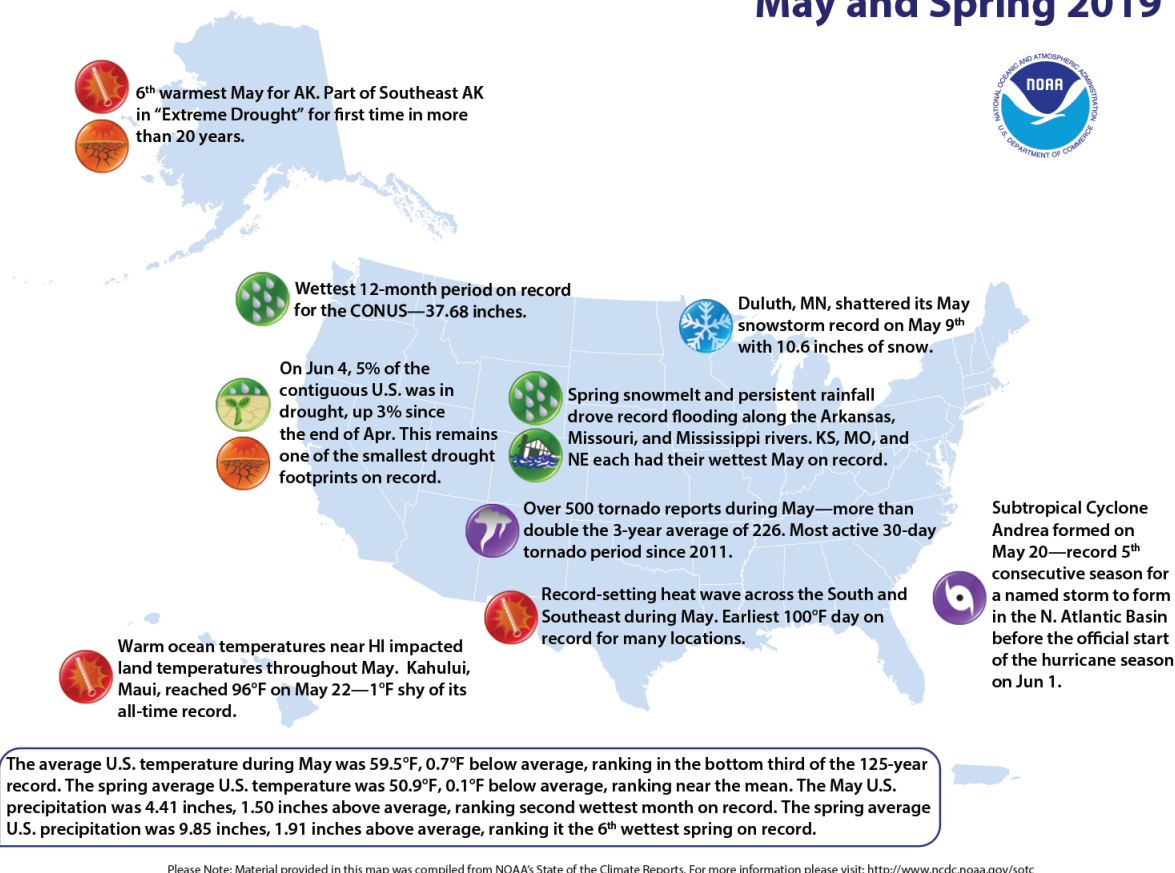 May and Spring 2019
NATIONAL OCEANIC AND ATMOSPHERIC ADMINISTRATION
NOAA
U.S. DEPARTMENT OF COMMERCE
6th warmest May for AK. Part of Southeast AK
in “Extreme Drought” for first time in more
than 20 years.
Wettest 12-month period on record
for the CONUS—37.68 inches.
Duluth, MN, shattered its May
snowstorm record on May 9th
with 10.6 inches of snow.
On Jun 4, 5% of the
contiguous U.S. was in
drought, up 3% since
the end of Apr. This remains
one of the smallest drought
footprints on record.
Spring snowmelt and persistent rainfall
drove record flooding along the Arkansas,
Missouri, and Mississippi rivers. KS, MO, and
NE each had their wettest May on record.
Over 500 tornado reports during May—more than
double the 3-year average of 226. Most active 30-day
tornado period since 2011.
Subtropical Cyclone
Andrea formed on
May 20—record 5th
consecutive season for
a named storm to form
in the N. Atlantic Basin
before the official start
of the hurricane season
on Jun 1.
Record-setting heat wave across the South and
Southeast during May. Earliest 100°F day on
record for many locations.
Warm ocean temperatures near HI impacted
land temperatures throughout May. Kahului,
Maui, reached 96°F on May 22—1°F shy of its
all-time record.
The average U.S. temperature during May was 59.5°F, 0.7°F below average, ranking in the bottom third of the 125-year
record. The spring average U.S. temperature was 50.9°F, 0.1°F below average, ranking near the mean. The May U.S.
precipitation was 4.41 inches, 1.50 inches above average, ranking second wettest month on record. The spring average
U.S. precipitation was 9.85 inches, 1.91 inches above average, ranking it the 6th wettest spring on record.
Please Note: Material provided in this map was compiled from NOAA's State of the Climate Reports. For more information please visit: http://www.ncdc.noaa.gov/sotc